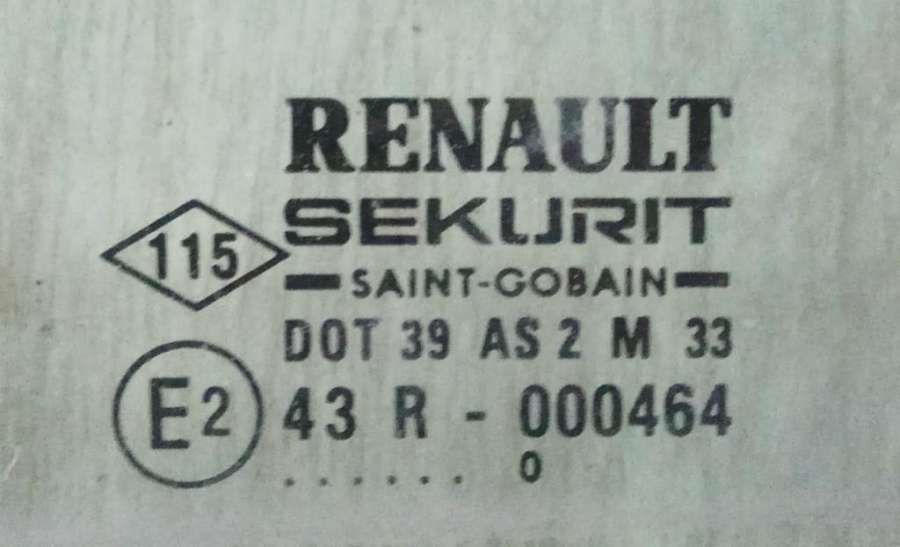 RENAULT
SEKURIT
115
SAINT-GOBAIN
DOT 39 AS 2 M 33
E2
43 R - 000464
. . . . . . 0